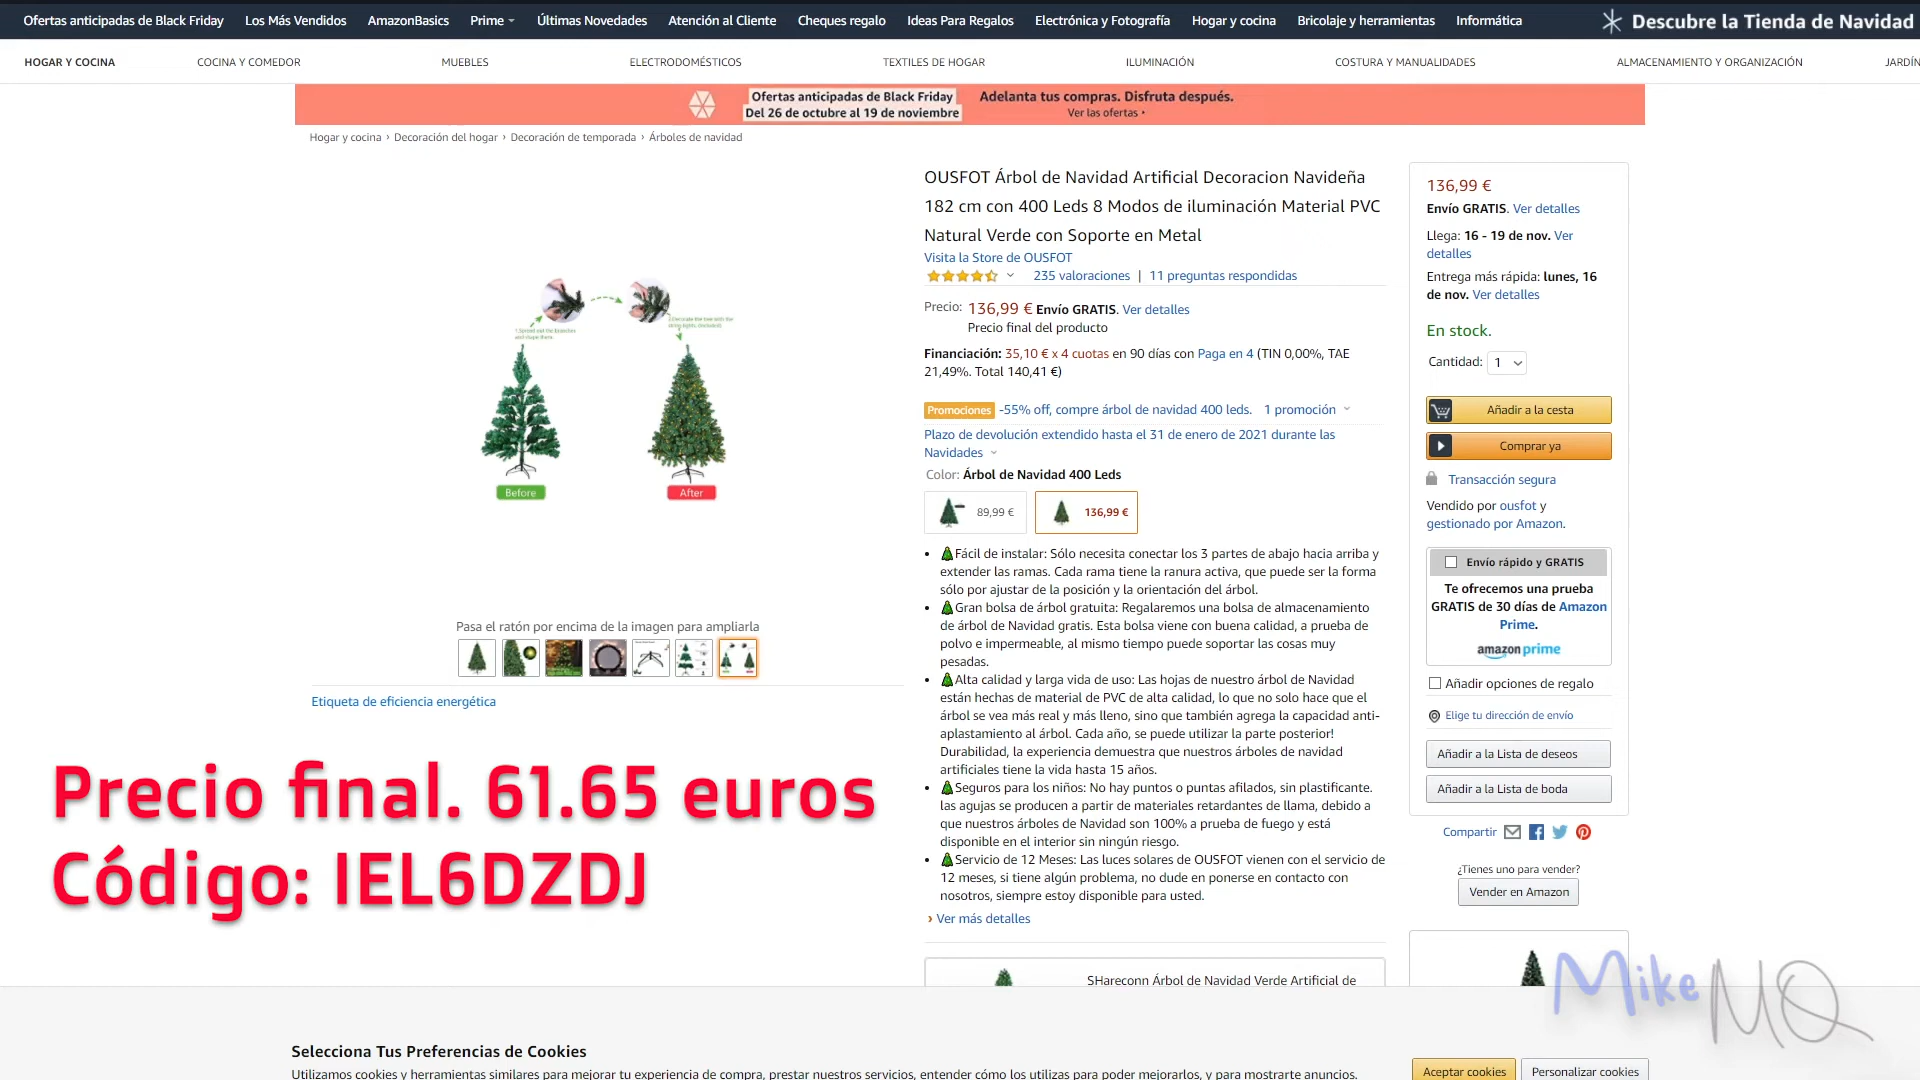 Ofertas anticipadas de Black Friday Los Más Vendidos AmazonBasics Prime Últimas Novedades Atención al Cliente Cheques regalo Ideas Para Regalos Electrónica y Fotografía Hogar y cocina Bricolaje y herramientas Informática Descubre la Tienda de Navidad
HOGAR Y COCINA COCINA Y COMEDOR MUEBLES ELECTRODOMÉSTICOS TEXTILES DE HOGAR ILUMINACIÓN COSTURA Y MANUALIDADES ALMACENAMIENTO Y ORGANIZACIÓN JARDÍN
Ofertas anticipadas de Black Friday
Del 26 de octubre al 19 de noviembre
Adelanta tus compras. Disfruta después.
Ver las ofertas
Hogar y cocina › Decoración del hogar › Decoración de temporada › Árboles de navidad
Before
After
Pasa el ratón por encima de la imagen para ampliarla
Etiqueta de eficiencia energética
Precio final. 61.65 euros
Código: IEL6DZDJ
OUSFOT Árbol de Navidad Artificial Decoracion Navideña
182 cm con 400 Leds 8 Modos de iluminación Material PVC
Natural Verde con Soporte en Metal
Visita la Store de OUSFOT
235 valoraciones | 11 preguntas respondidas
Precio: 136,99 € Envío GRATIS. Ver detalles
Precio final del producto
Financiación: 35,10 € x 4 cuotas en 90 días con Paga en 4 (TIN 0,00%, TAE
21,49%. Total 140,41 €)
Promociones -55% off, compre árbol de navidad 400 leds. 1 promoción
Plazo de devolución extendido hasta el 31 de enero de 2021 durante las
Navidades
Color: Árbol de Navidad 400 Leds
89,99 € 136,99 €
• Fácil de instalar: Sólo necesita conectar los 3 partes de abajo hacia arriba y
extender las ramas. Cada rama tiene la ranura activa, que puede ser la forma
sólo por ajustar de la posición y la orientación del árbol.
• Gran bolsa de árbol gratuita: Regalaremos una bolsa de almacenamiento
de árbol de Navidad gratis. Esta bolsa viene con buena calidad, a prueba de
polvo e impermeable, al mismo tiempo puede soportar las cosas muy
pesadas.
• Alta calidad y larga vida de uso: Las hojas de nuestro árbol de Navidad
están hechas de material de PVC de alta calidad, lo que no solo hace que el
árbol se vea más real y más lleno, sino que también agrega la capacidad anti-
aplastamiento al árbol. Cada año, se puede utilizar la parte posterior!
Durabilidad, la experiencia demuestra que nuestros árboles de navidad
artificiales tiene la vida hasta 15 años.
• Seguros para los niños: No hay puntos o puntas afilados, sin plastificante.
las agujas se producen a partir de materiales retardantes de llama, debido a
que nuestros árboles de Navidad son 100% a prueba de fuego y está
disponible en el interior sin ningún riesgo.
• Servicio de 12 Meses: Las luces solares de OUSFOT vienen con el servicio de
12 meses, si tiene algún problema, no dude en ponerse en contacto con
nosotros, siempre estoy disponible para usted.
› Ver más detalles
SHareconn Árbol de Navidad Verde Artificial de
136,99 €
Envío GRATIS. Ver detalles
Llega: 16 - 19 de nov. Ver
detalles
Entrega más rápida: lunes, 16
de nov. Ver detalles
En stock.
Cantidad: 1
Añadir a la cesta
Comprar ya
Transacción segura
Vendido por ousfot y
gestionado por Amazon.
Envío rápido y GRATIS
Te ofrecemos una prueba
GRATIS de 30 días de Amazon
Prime.
amazon prime
Añadir opciones de regalo
Elige tu dirección de envío
Añadir a la Lista de deseos
Añadir a la Lista de boda
Compartir
¿Tienes uno para vender?
Vender en Amazon
Mike MQ
Selecciona Tus Preferencias de Cookies
Utilizamos cookies y herramientas similares para mejorar tu experiencia de compra, prestar nuestros servicios, entender cómo los utilizas para poder mejorarlos, y para mostrarte anuncios.
Aceptar cookies Personalizar cookies